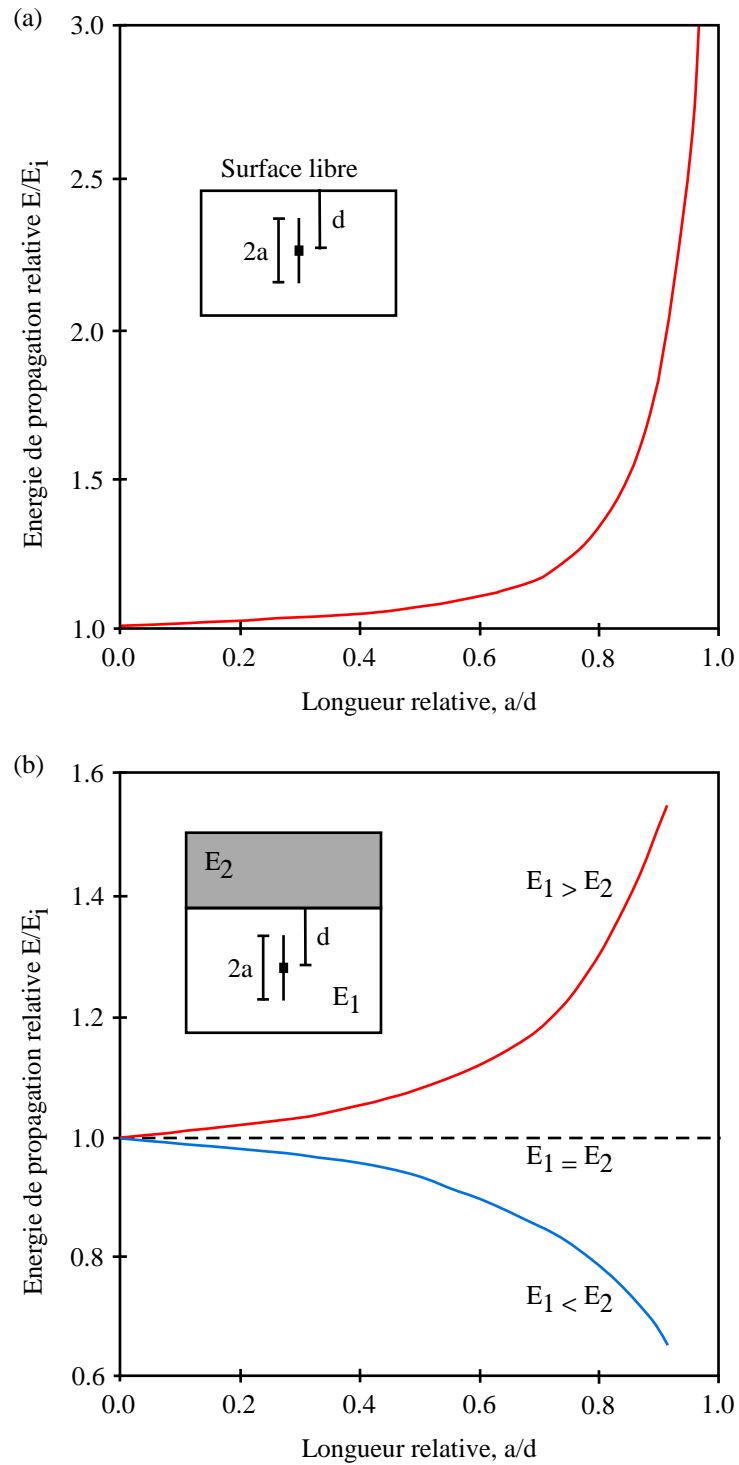 (a)
Energie de propagation relative E/Ei
3.0
2.5
2.0
1.5
1.0
Surface libre
d
2a
0.0 0.2 0.4 0.6 0.8 1.0
Longueur relative, a/d
(b)
Energie de propagation relative E/Ei
1.6
1.4
1.2
1.0
0.8
0.6
E2
d
2a
E1
E1 > E2
E1 = E2
E1 < E2
0.0 0.2 0.4 0.6 0.8 1.0
Longueur relative, a/d